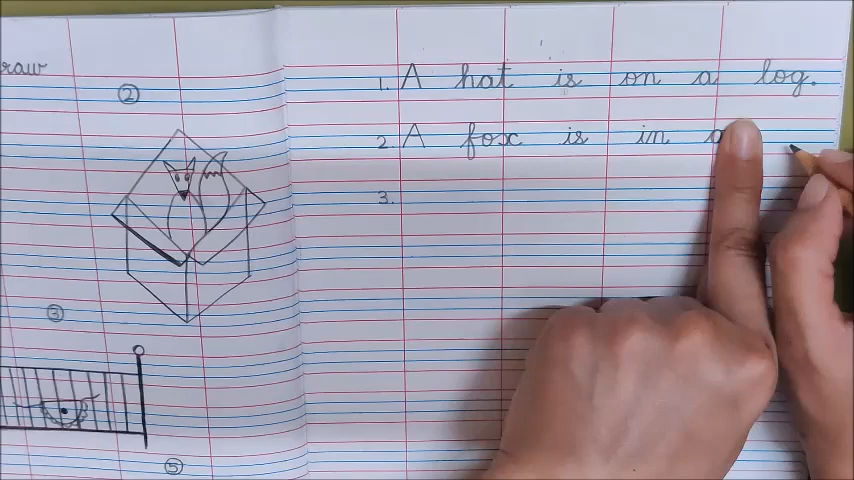 raw
②
1. A hat is on a log.
2. A fox is in a
3.
③
⑤